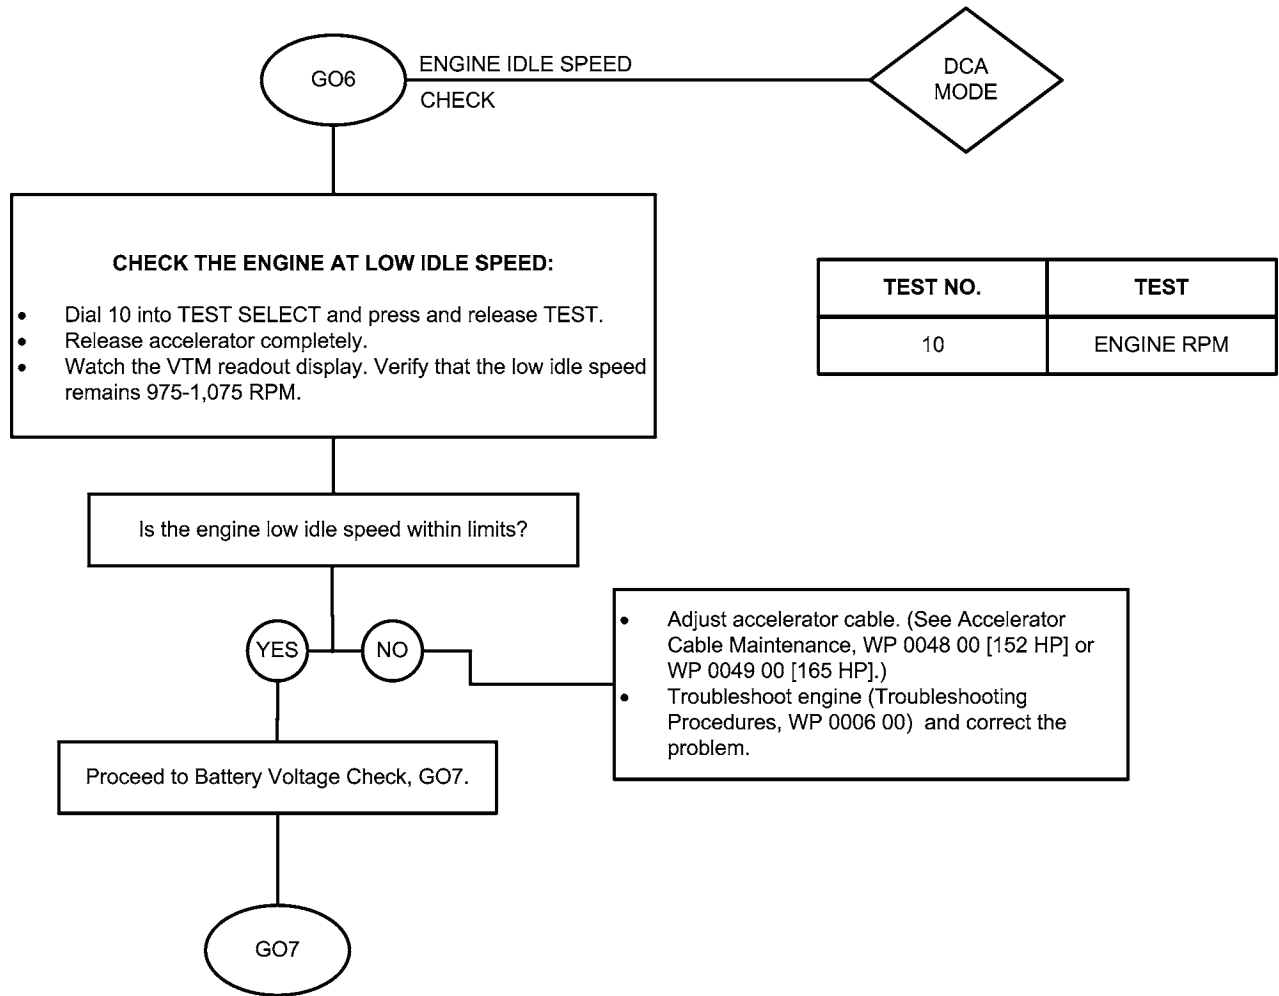 GO6
ENGINE IDLE SPEED
CHECK
DCA
MODE
CHECK THE ENGINE AT LOW IDLE SPEED:
• Dial 10 into TEST SELECT and press and release TEST.
• Release accelerator completely.
• Watch the VTM readout display. Verify that the low idle speed
remains 975-1,075 RPM.
TEST NO. TEST
10 ENGINE RPM
Is the engine low idle speed within limits?
YES
NO
• Adjust accelerator cable. (See Accelerator
Cable Maintenance, WP 0048 00 [152 HP] or
WP 0049 00 [165 HP].)
• Troubleshoot engine (Troubleshooting
Procedures, WP 0006 00) and correct the
problem.
Proceed to Battery Voltage Check, GO7.
GO7